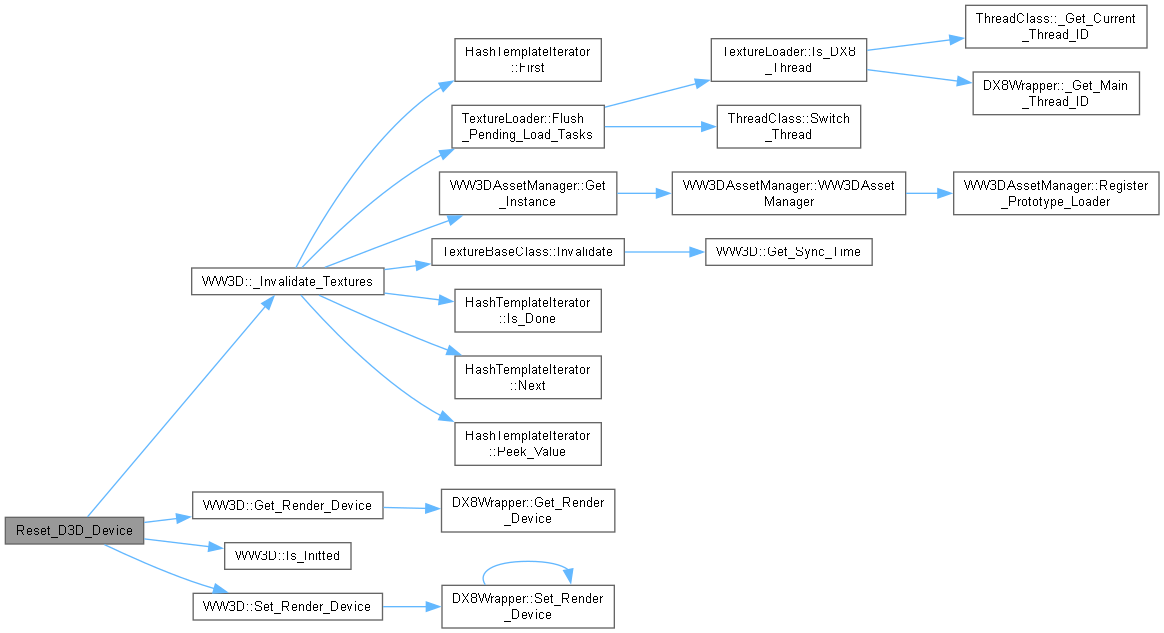 ThreadClass::_Get_Current
_Thread_ID
HashTemplateIterator
::First
TextureLoader::Is_DX8
_Thread
DX8Wrapper::_Get_Main
_Thread_ID
TextureLoader::Flush
_Pending_Load_Tasks
ThreadClass::Switch
_Thread
WW3DAssetManager::Get
_Instance
WW3DAssetManager::WW3DAsset
Manager
WW3DAssetManager::Register
_Prototype_Loader
TextureBaseClass::Invalidate
WW3D::Get_Sync_Time
WW3D::_Invalidate_Textures
HashTemplateIterator
::Is_Done
HashTemplateIterator
::Next
HashTemplateIterator
::Peek_Value
WW3D::Get_Render_Device
DX8Wrapper::Get_Render
_Device
Reset_D3D_Device
WW3D::Is_Initted
WW3D::Set_Render_Device
DX8Wrapper::Set_Render
_Device